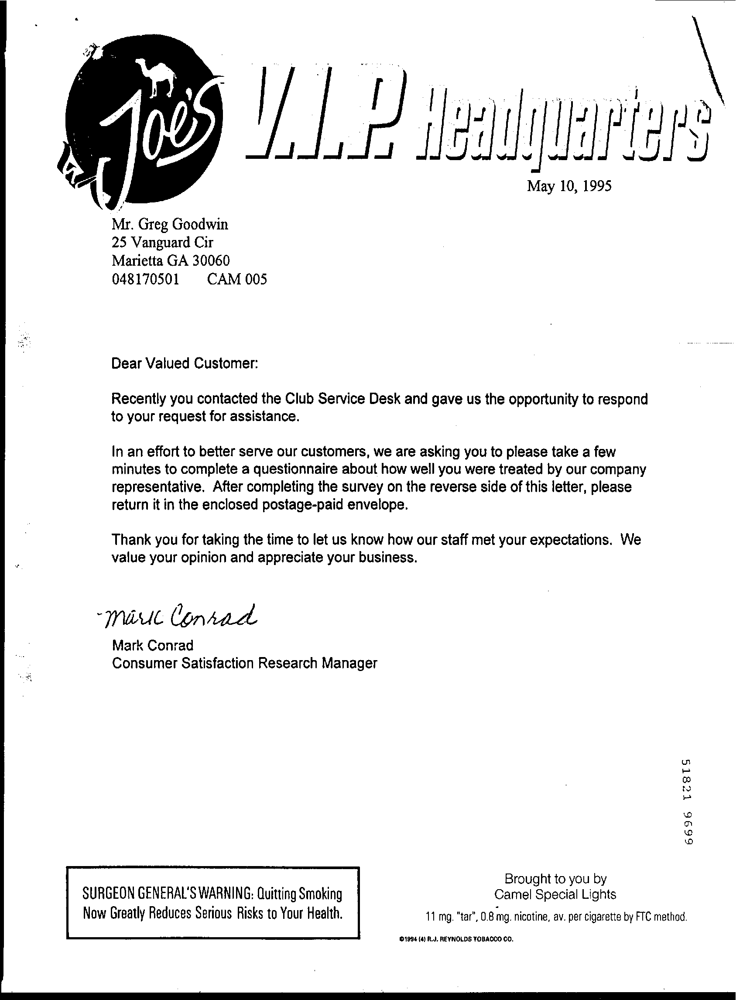 Joe's V.I.P. Headquarters
May 10, 1995
Mr. Greg Goodwin
25 Vanguard Cir
Marietta GA 30060
048170501 CAM 005
Dear Valued Customer:
Recently you contacted the Club Service Desk and gave us the opportunity to respond
to your request for assistance.
In an effort to better serve our customers, we are asking you to please take a few
minutes to complete a questionnaire about how well you were treated by our company
representative. After completing the survey on the reverse side of this letter, please
return it in the enclosed postage-paid envelope.
Thank you for taking the time to let us know how our staff met your expectations. We
value your opinion and appreciate your business.
Mark Conrad
Mark Conrad
Consumer Satisfaction Research Manager
51821 9699
SURGEON GENERAL'S WARNING: Quitting Smoking
Now Greatly Reduces Serious Risks to Your Health.
Brought to you by
Camel Special Lights
11 mg. "tar", 0.8 mg. nicotine, av. per cigarette by FTC method.
©1994 (4) R.J. REYNOLDS TOBACCO CO.